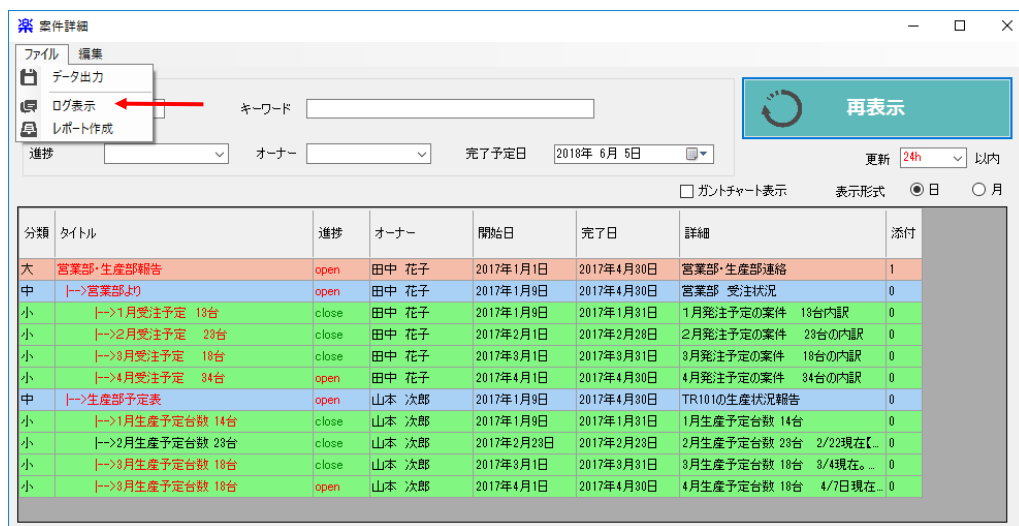 楽 案件詳細
ファイル 編集
データ出力
ログ表示
レポート作成
キーワード
再表示
進捗 オーナー 完了予定日 2018年 6月 5日
更新 24h 以内
ガントチャート表示 表示形式 日 月
分類 タイトル 進捗 オーナー 開始日 完了日 詳細 添付
大 営業部・生産部報告 open 田中 花子 2017年1月1日 2017年4月30日 営業部・生産部連絡 1
中 |-->営業部より open 田中 花子 2017年1月9日 2017年4月30日 営業部 受注状況 0
小 |-->1月受注予定 13台 close 田中 花子 2017年1月9日 2017年1月31日 1月発注予定の案件 13台内訳 0
小 |-->2月受注予定 23台 close 田中 花子 2017年2月1日 2017年2月28日 2月発注予定の案件 23台の内訳 0
小 |-->3月受注予定 18台 close 田中 花子 2017年3月1日 2017年3月31日 3月発注予定の案件 18台の内訳 0
小 |-->4月受注予定 34台 open 田中 花子 2017年4月1日 2017年4月30日 4月発注予定の案件 34台の内訳 0
中 |-->生産部予定表 open 山本 次郎 2017年1月9日 2017年4月30日 TR101の生産状況報告 0
小 |-->1月生産予定台数 14台 close 山本 次郎 2017年1月9日 2017年1月31日 1月生産予定台数 14台 0
小 |-->2月生産予定台数 23台 close 山本 次郎 2017年2月23日 2017年2月23日 2月生産予定台数 23台 2/22現在【... 0
小 |-->3月生産予定台数 18台 close 山本 次郎 2017年3月1日 2017年3月31日 3月生産予定台数 18台 3/4現在。... 0
小 |-->3月生産予定台数 18台 open 山本 次郎 2017年4月1日 2017年4月30日 4月生産予定台数 18台 4/7日現在... 0